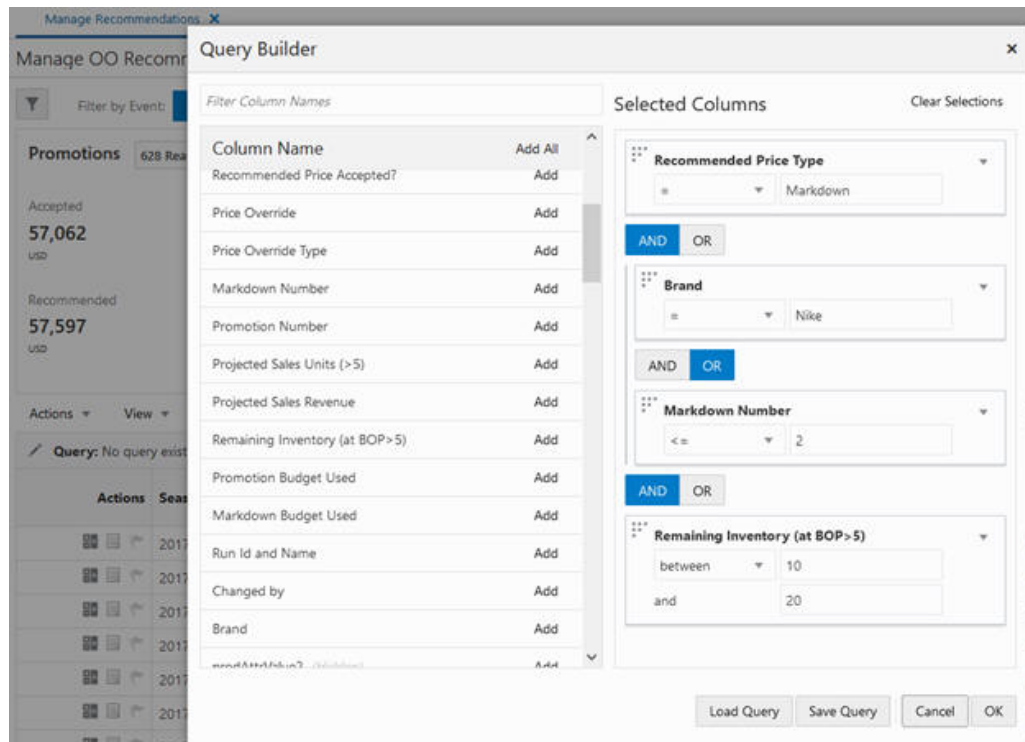 Manage Recommendations ×
Manage OO Recomr
Filter by Event:
Promotions 628 Rea
Accepted
57,062
USD
Recommended
57,597
USD
Actions View
Query: No query exist
Actions Seas
2017
2017
2017
2017
2017
2017
Query Builder ×
Filter Column Names
Column Name Add All
Recommended Price Accepted? Add
Price Override Add
Price Override Type Add
Markdown Number Add
Promotion Number Add
Projected Sales Units (>5) Add
Projected Sales Revenue Add
Remaining Inventory (at BOP>5) Add
Promotion Budget Used Add
Markdown Budget Used Add
Run Id and Name Add
Changed by Add
Brand Add
prodAttrValue2 Add
Selected Columns Clear Selections
Recommended Price Type
= Markdown
AND OR
Brand
= Nike
AND OR
Markdown Number
<= 2
AND OR
Remaining Inventory (at BOP>5)
between 10
and 20
Load Query Save Query Cancel OK